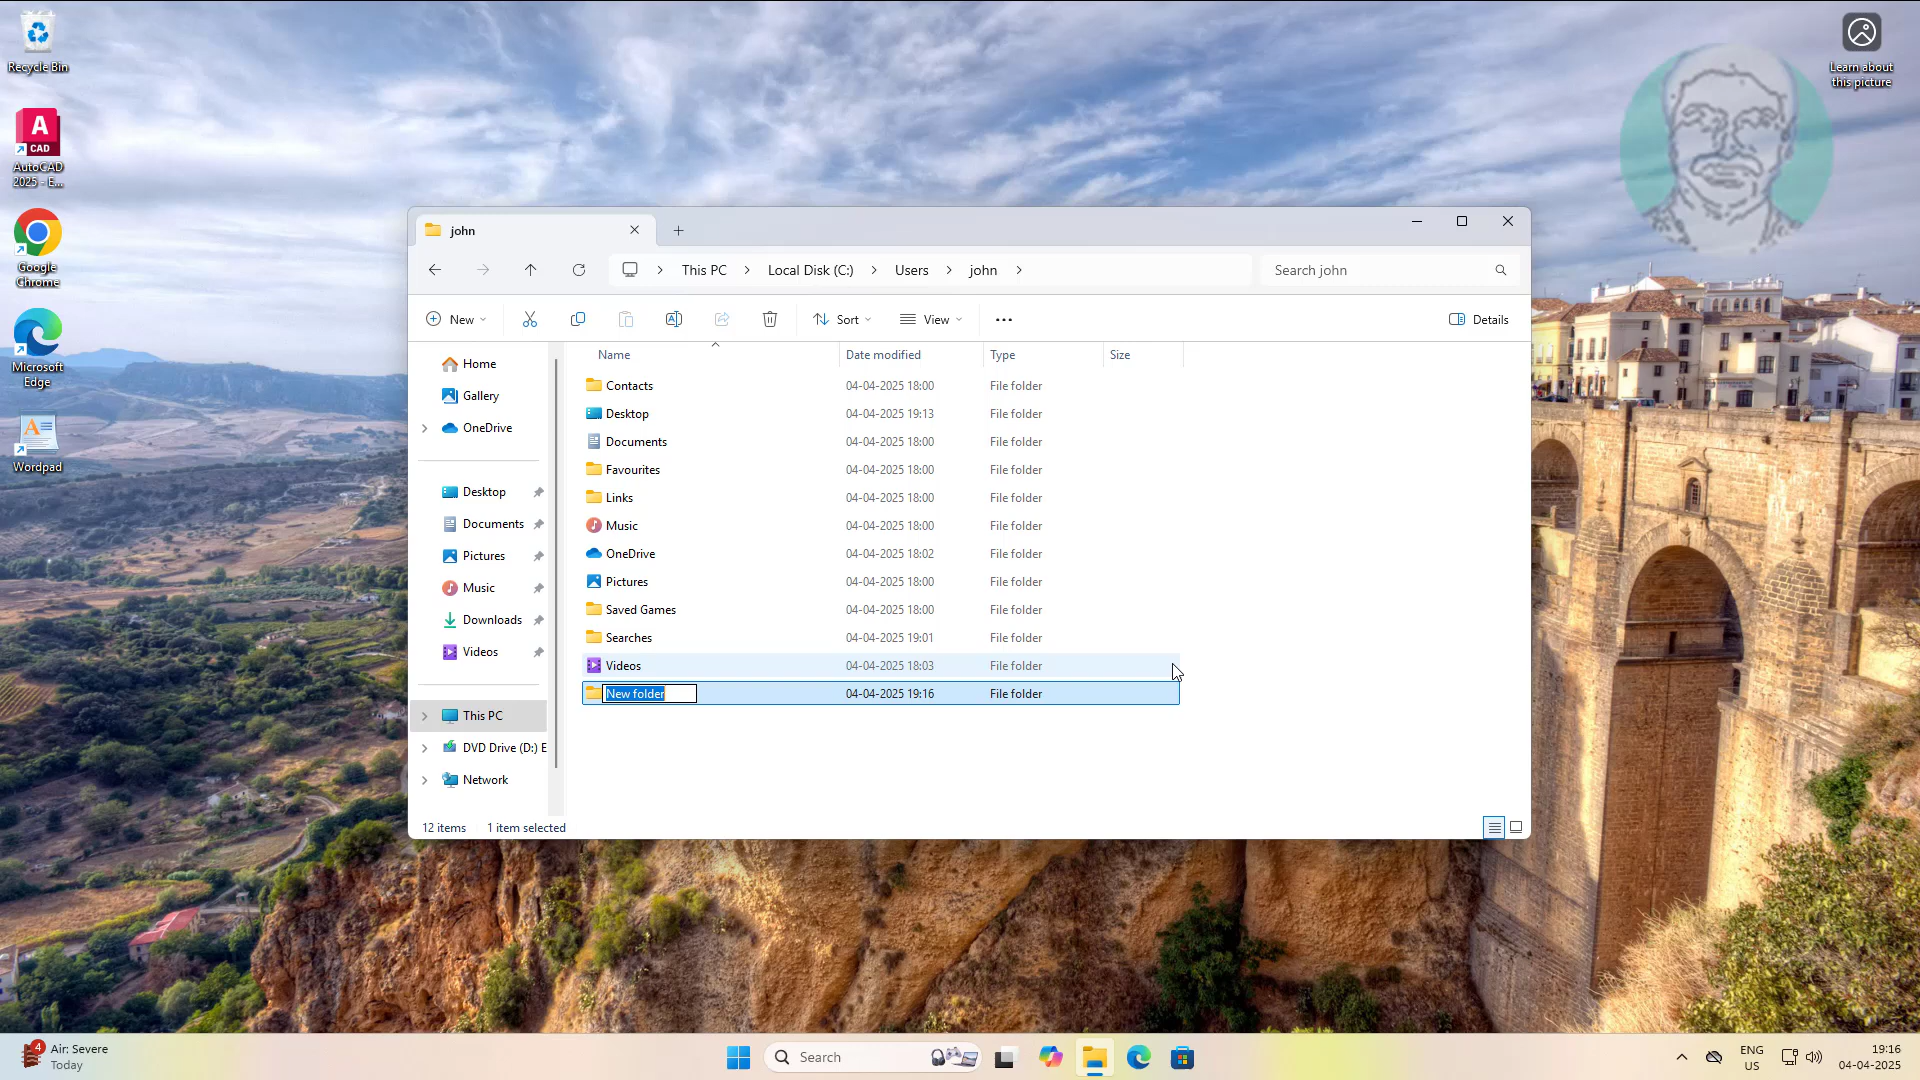 Recycle Bin
A
CAD
AutoCAD
2025 - E...
Google
Chrome
Microsoft
Edge
Wordpad
Learn about
this picture
john
This PC
Local Disk (C:)
Users
john
Search john
New
Sort
View
Details
Home
Gallery
OneDrive
Desktop
Documents
Pictures
Music
Downloads
Videos
This PC
DVD Drive (D:) E
Network
Name Date modified Type Size
Contacts 04-04-2025 18:00 File folder
Desktop 04-04-2025 19:13 File folder
Documents 04-04-2025 18:00 File folder
Favourites 04-04-2025 18:00 File folder
Links 04-04-2025 18:00 File folder
Music 04-04-2025 18:00 File folder
OneDrive 04-04-2025 18:02 File folder
Pictures 04-04-2025 18:00 File folder
Saved Games 04-04-2025 18:00 File folder
Searches 04-04-2025 19:01 File folder
Videos 04-04-2025 18:03 File folder
New folder 04-04-2025 19:16 File folder
12 items 1 item selected
4
Air: Severe
Today
Search
ENG
US
19:16
04-04-2025